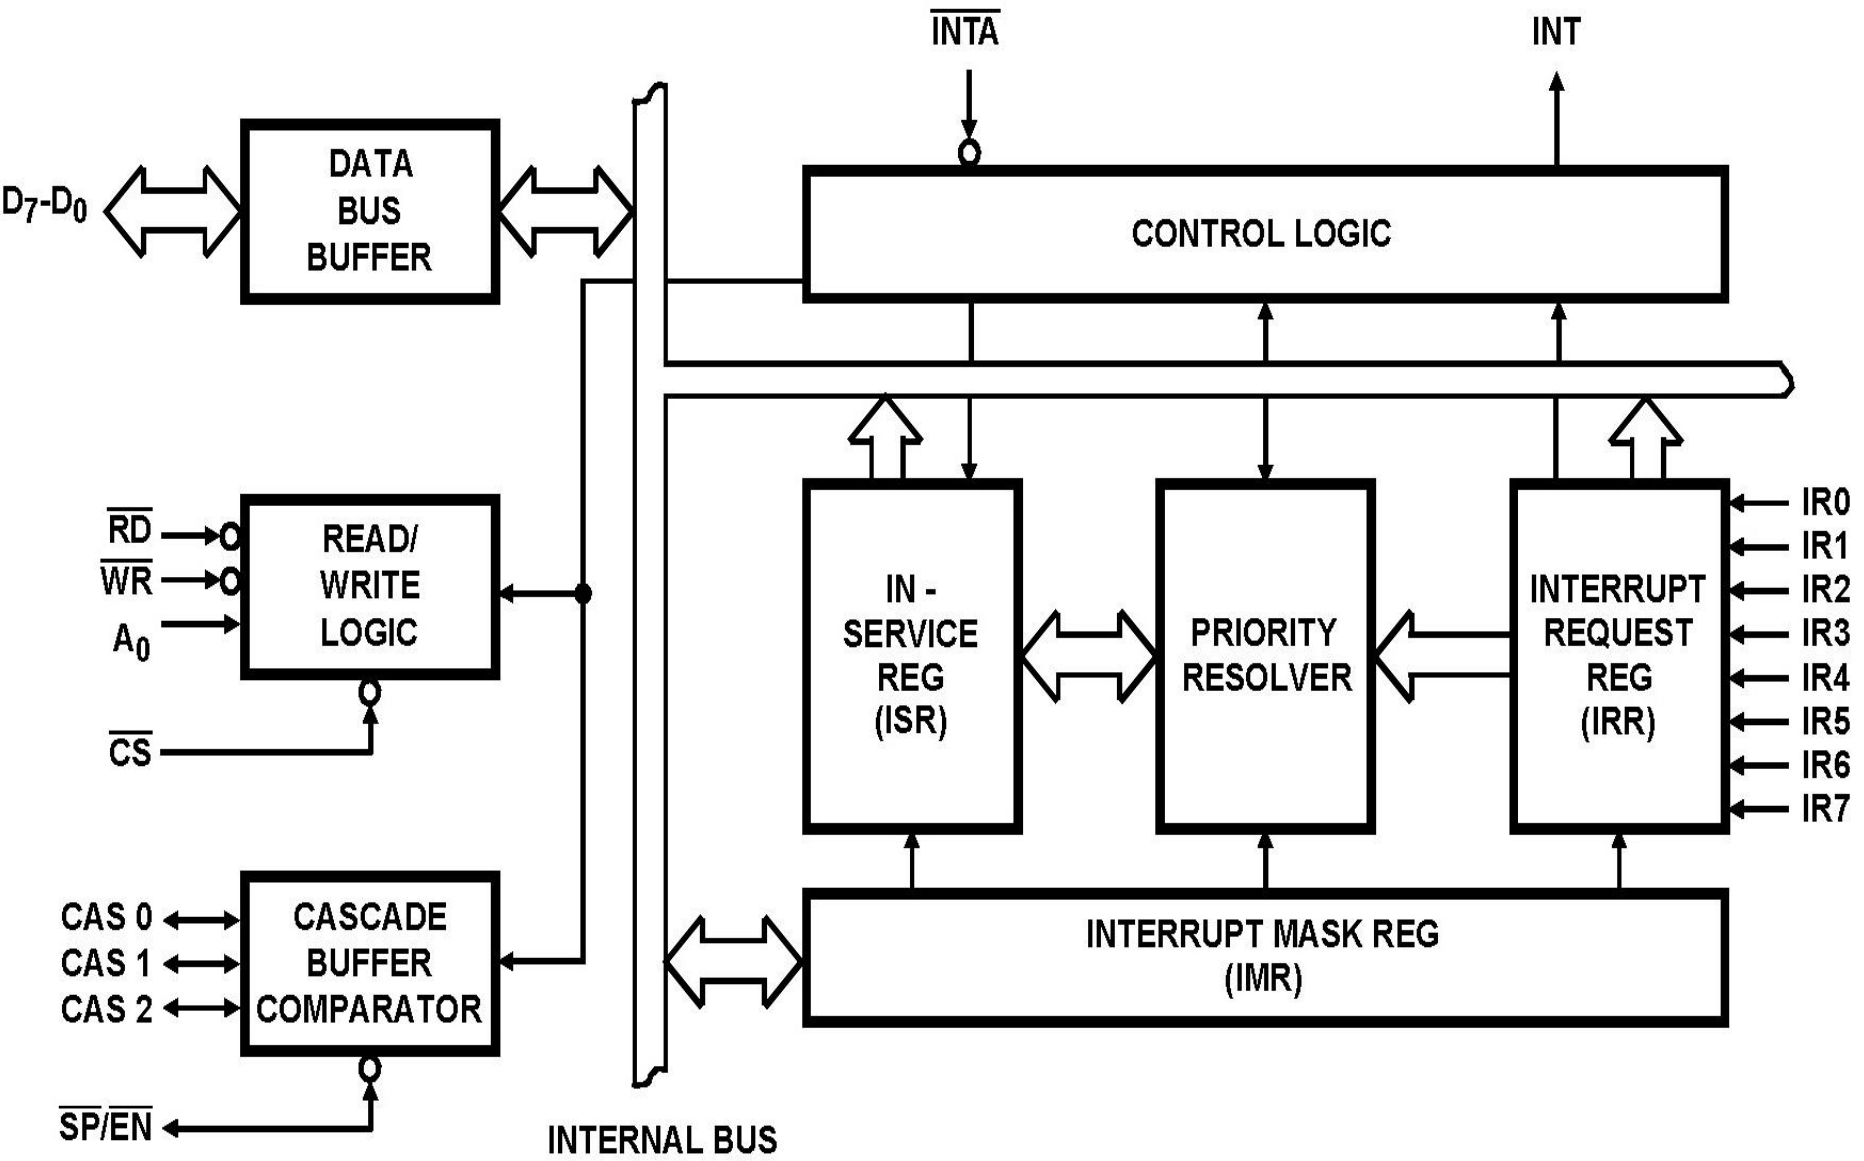 INTA
INT
D7-D0
DATA
BUS
BUFFER
CONTROL LOGIC
RD
WR
A0
READ/
WRITE
LOGIC
CS
IN -
SERVICE
REG
(ISR)
PRIORITY
RESOLVER
INTERRUPT
REQUEST
REG
(IRR)
IR0
IR1
IR2
IR3
IR4
IR5
IR6
IR7
CAS 0
CAS 1
CAS 2
CASCADE
BUFFER
COMPARATOR
INTERRUPT MASK REG
(IMR)
SP/EN
INTERNAL BUS